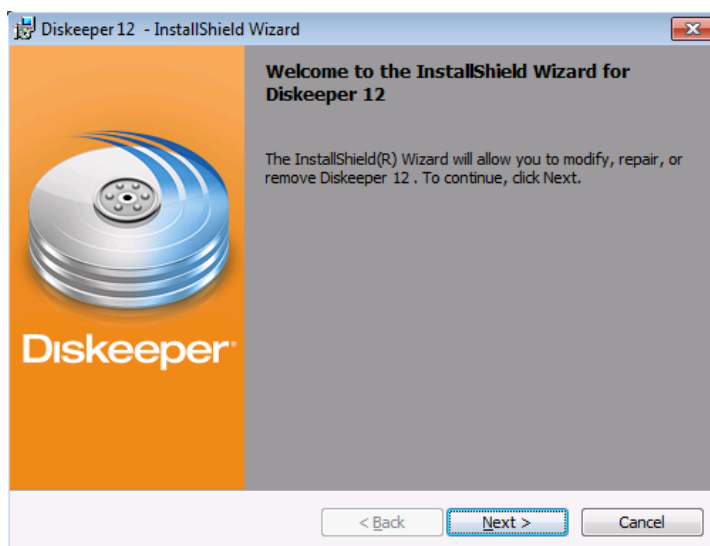 Diskeeper 12 - InstallShield Wizard
Welcome to the InstallShield Wizard for
Diskeeper 12
The InstallShield(R) Wizard will allow you to modify, repair, or
remove Diskeeper 12 . To continue, click Next.
Diskeeper
< Back
Next >
Cancel